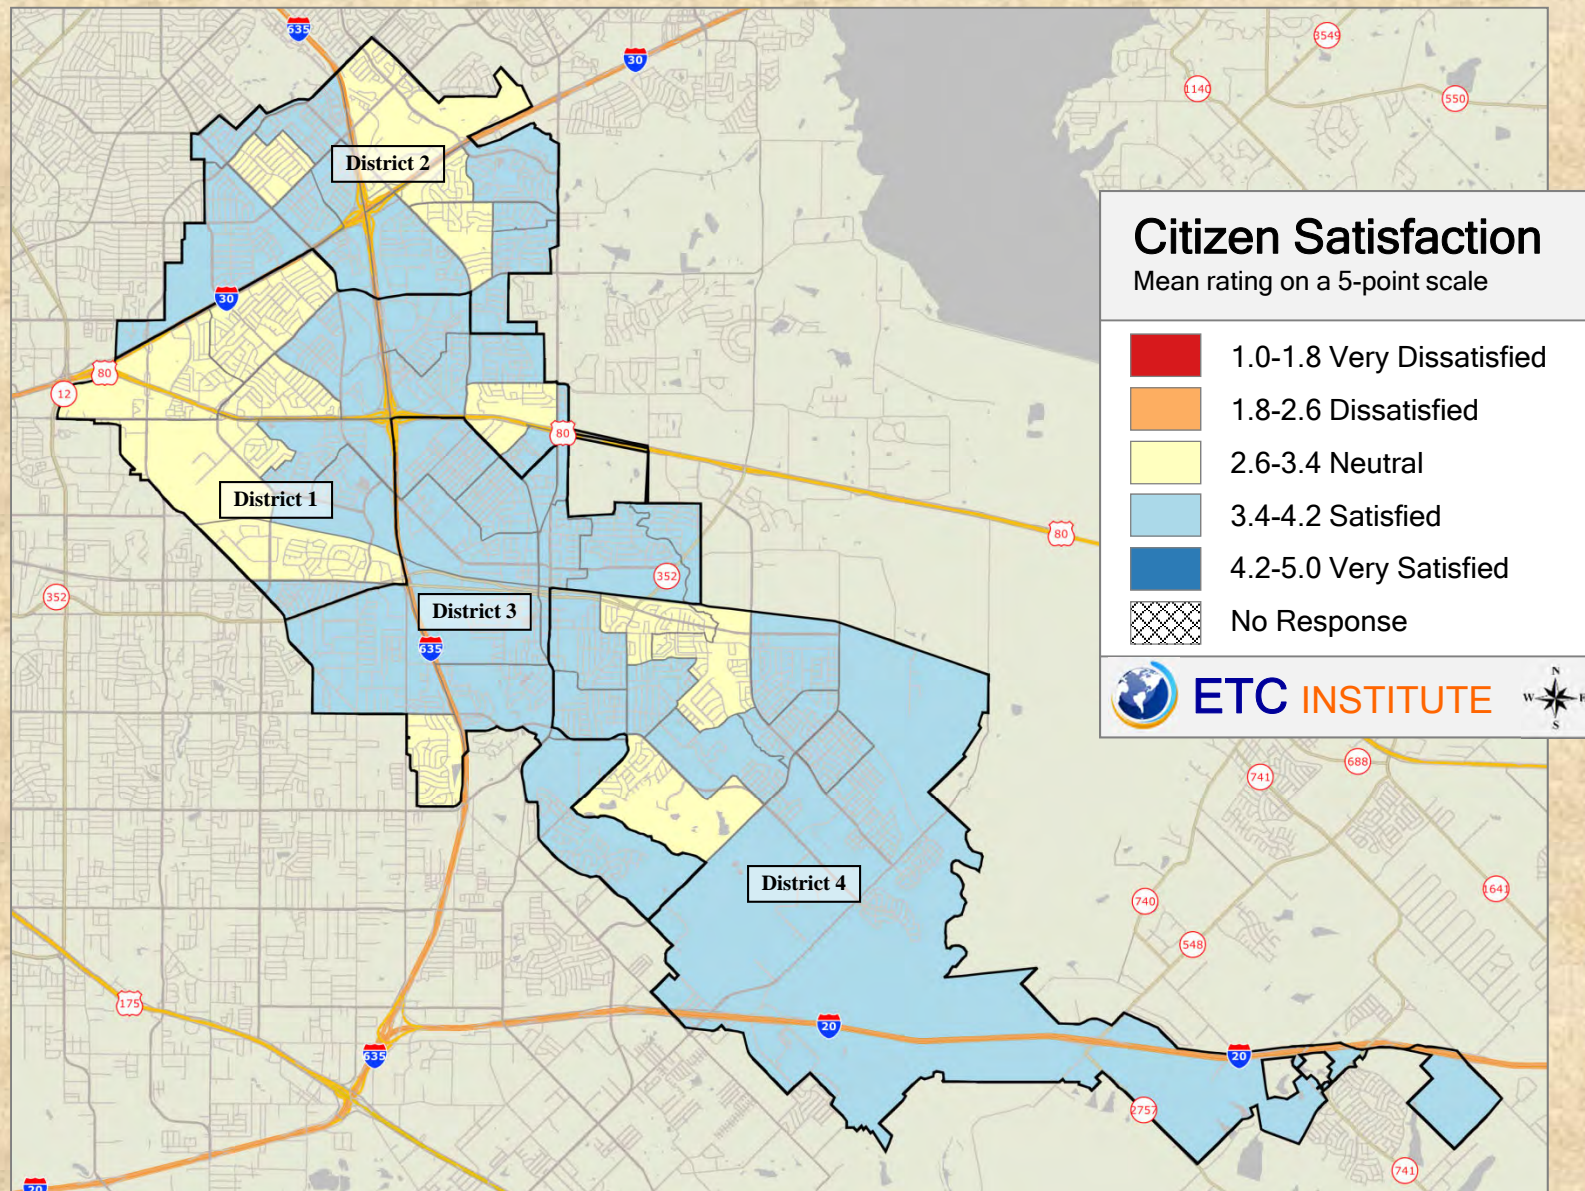 635
30
3549
1140
550
District 2
30
80
12
80
District 1
80
352
352
District 3
635
District 4
175
635
20
20
20
2757
741
688
741
740
548
1641
Citizen Satisfaction
Mean rating on a 5-point scale
1.0-1.8 Very Dissatisfied
1.8-2.6 Dissatisfied
2.6-3.4 Neutral
3.4-4.2 Satisfied
4.2-5.0 Very Satisfied
No Response
ETC INSTITUTE
N
W E
S